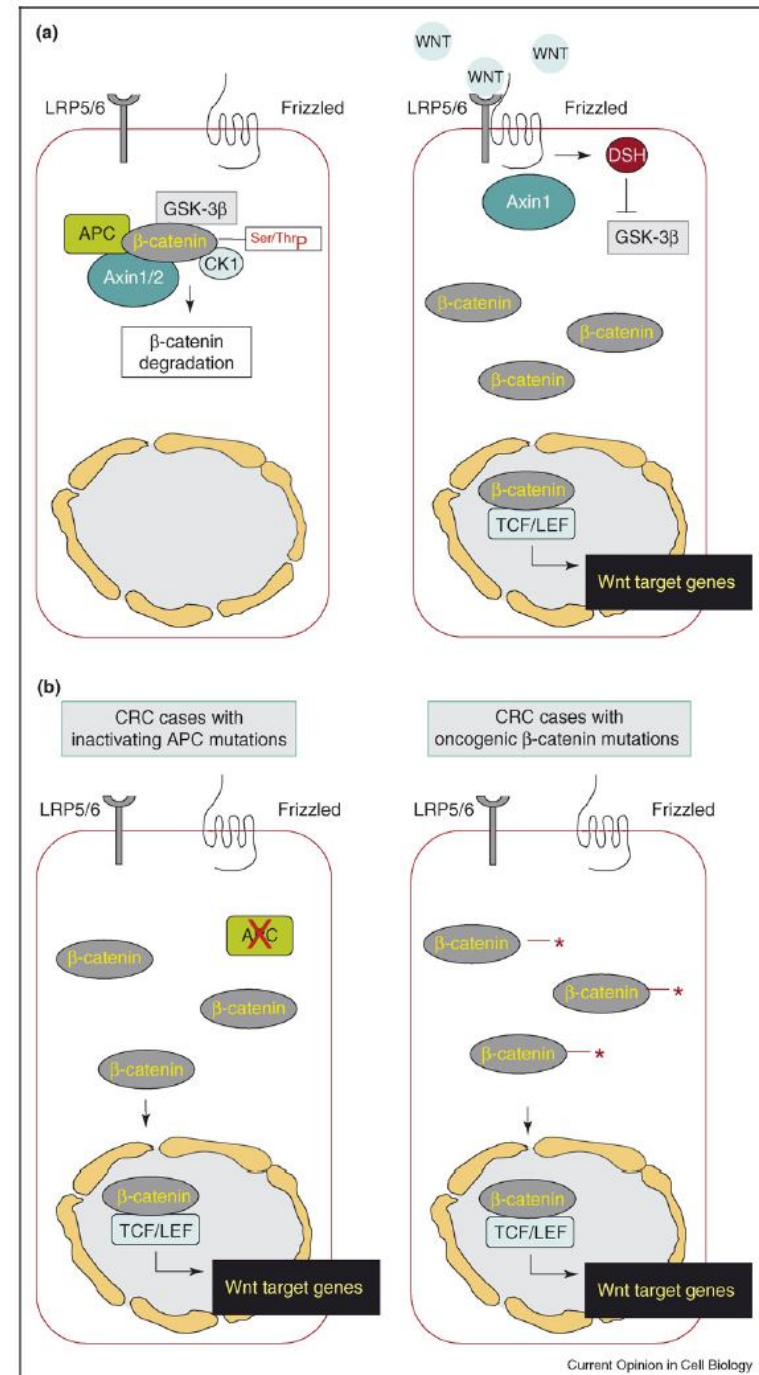 (a)
WNT
WNT
WNT
LRP5/6
Frizzled
LRP5/6
Frizzled
DSH
GSK-3β
APC
β-catenin
Ser/ThrP
CK1
Axin1/2
Axin1
GSK-3β
β-catenin
degradation
β-catenin
β-catenin
β-catenin
β-catenin
TCF/LEF
Wnt target genes
(b)
CRC cases with
inactivating APC mutations
CRC cases with
oncogenic β-catenin mutations
LRP5/6
Frizzled
LRP5/6
Frizzled
APC
β-catenin
β-catenin
β-catenin
β-catenin
TCF/LEF
Wnt target genes
β-catenin *
β-catenin *
β-catenin *
β-catenin
TCF/LEF
Wnt target genes
Current Opinion in Cell Biology